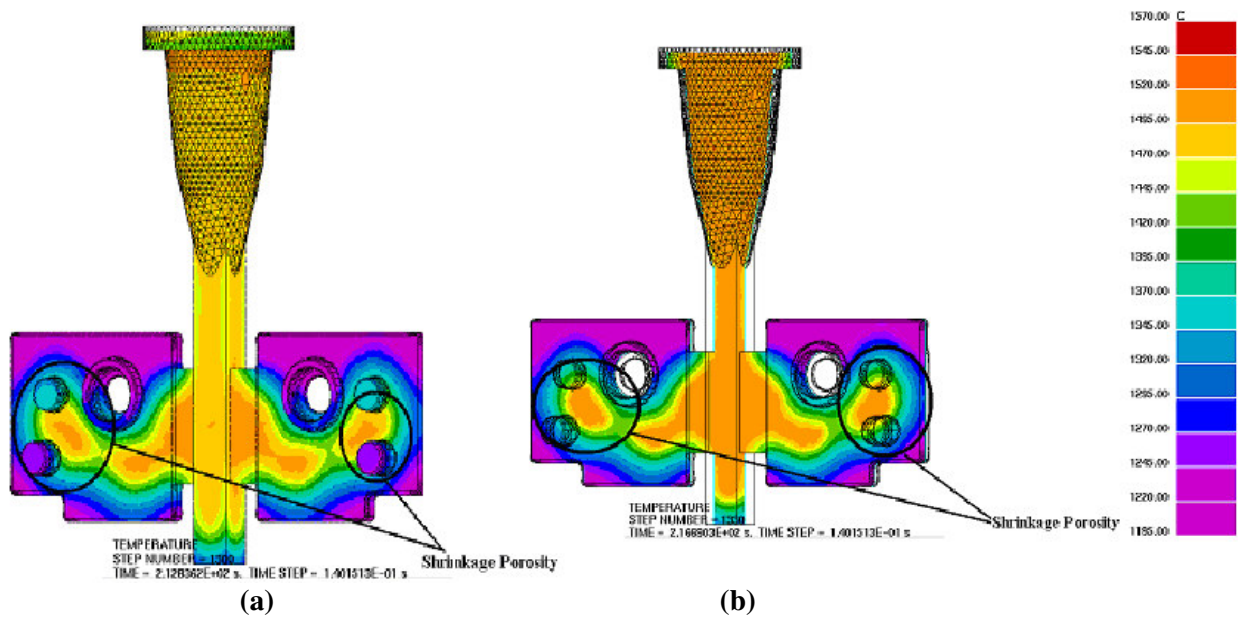 1570.00 C
1545.00
1520.00
1495.00
1470.00
1445.00
1420.00
1395.00
1370.00
1345.00
1320.00
1295.00
1270.00
1245.00
1220.00
1195.00
TEMPERATURE
STEP NUMBER =
TIME = 2.128362E+02 s, TIME STEP = 1.401513E-01 s
Shrinkage Porosity
(a)
TEMPERATURE
STEP NUMBER =
TIME = 2.166903E+02 s, TIME STEP = 1.401513E-01 s
Shrinkage Porosity
(b)